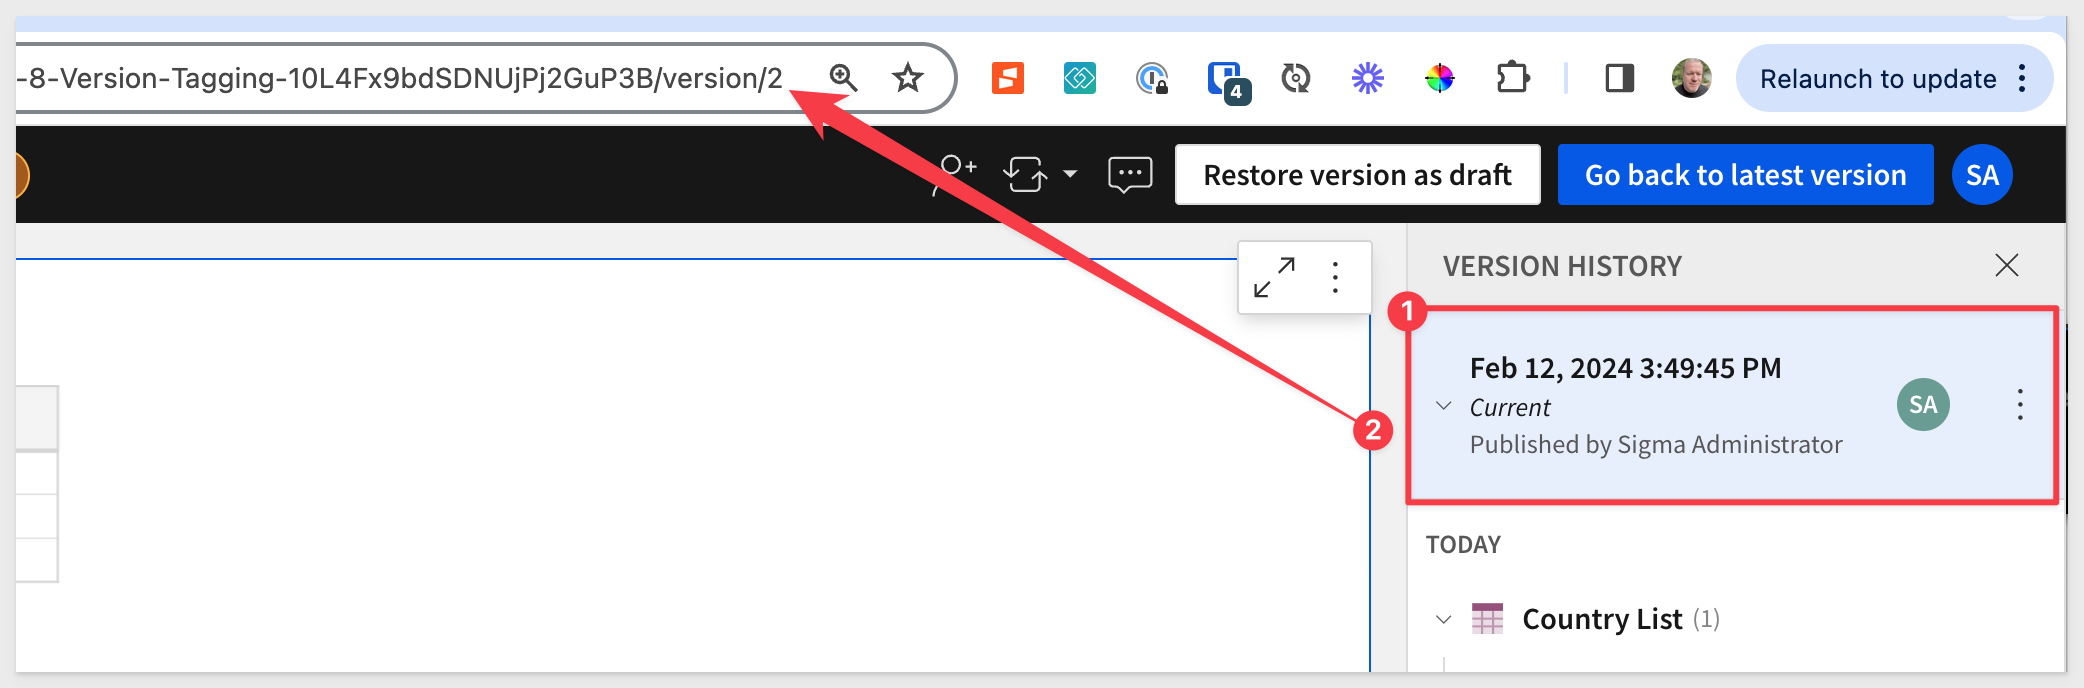 -8-Version-Tagging-10L4Fx9bdSDNUjPj2GuP3B/version/2
4
Relaunch to update
Restore version as draft
Go back to latest version
SA
VERSION HISTORY
1
Feb 12, 2024 3:49:45 PM
Current
SA
Published by Sigma Administrator
2
TODAY
Country List (1)